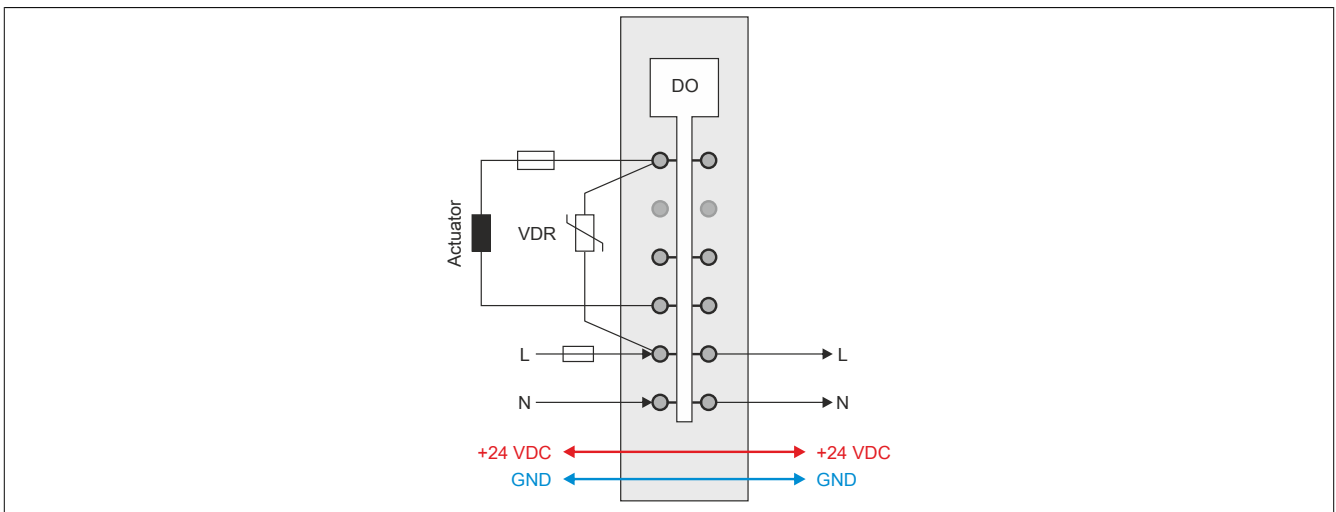 DO
Actuator
VDR
L L
N N
+24 VDC +24 VDC
GND GND